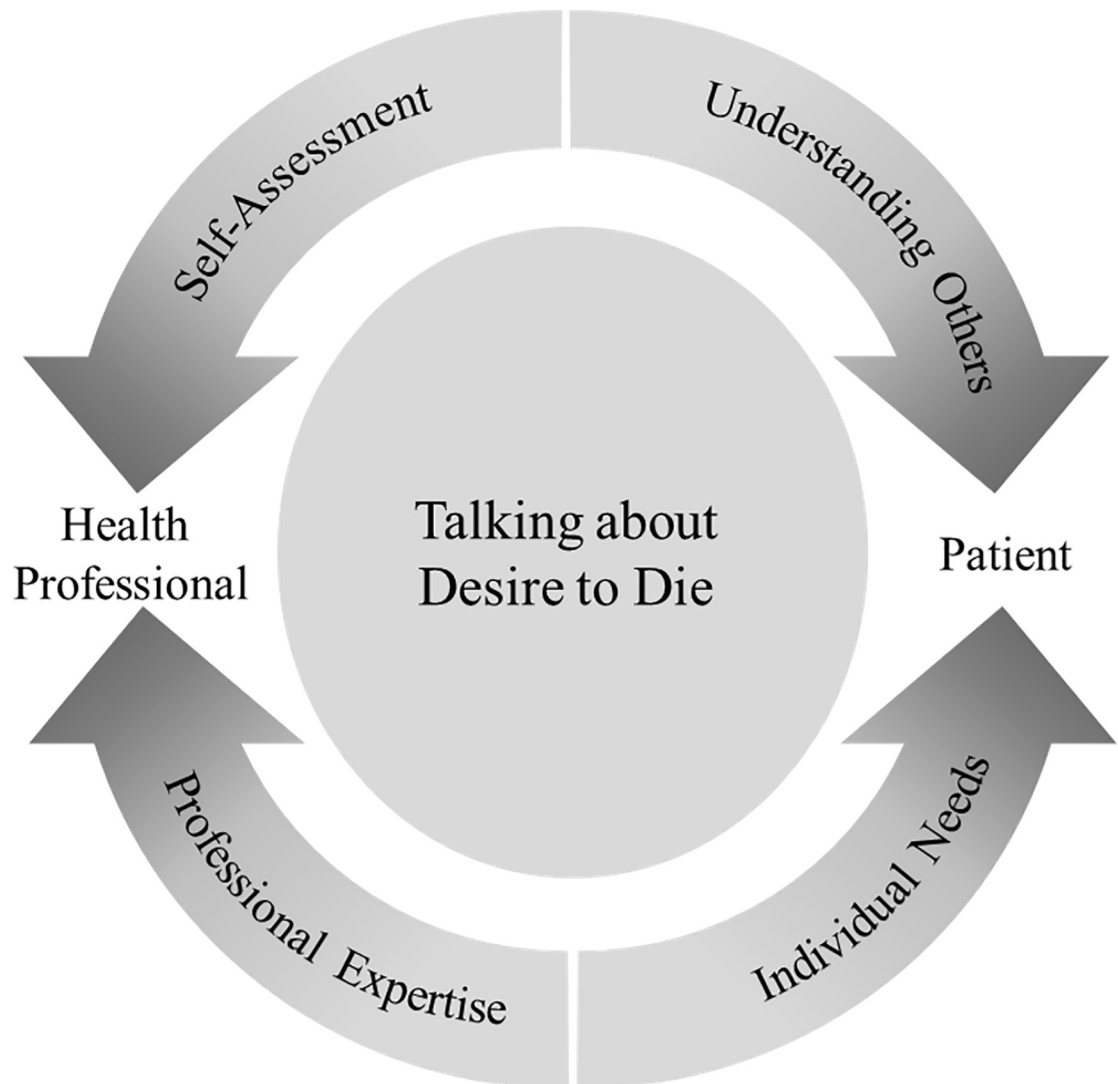 Self-Assessment
Understanding Others
Health
Professional
Talking about
Desire to Die
Patient
Professional Expertise
Individual Needs